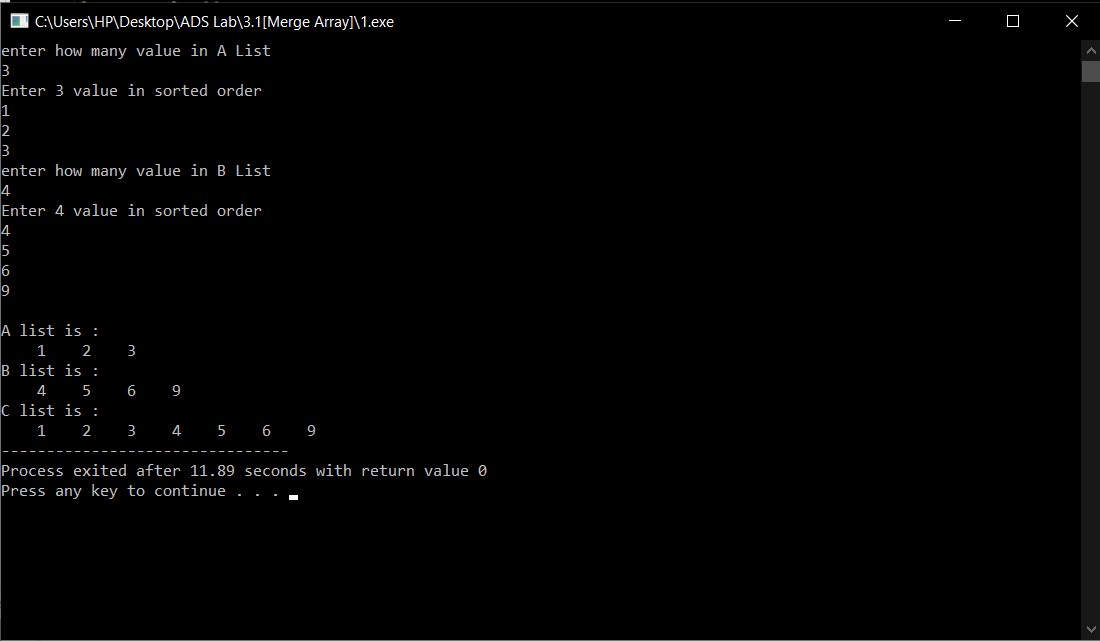 C:\Users\HP\Desktop\ADS Lab\3.1[Merge Array]\1.exe
enter how many value in A List
3
Enter 3 value in sorted order
1
2
3
enter how many value in B List
4
Enter 4 value in sorted order
4
5
6
9
A list is :
    1    2    3
B list is :
    4    5    6    9
C list is :
    1    2    3    4    5    6    9
--------------------------------
Process exited after 11.89 seconds with return value 0
Press any key to continue . . .